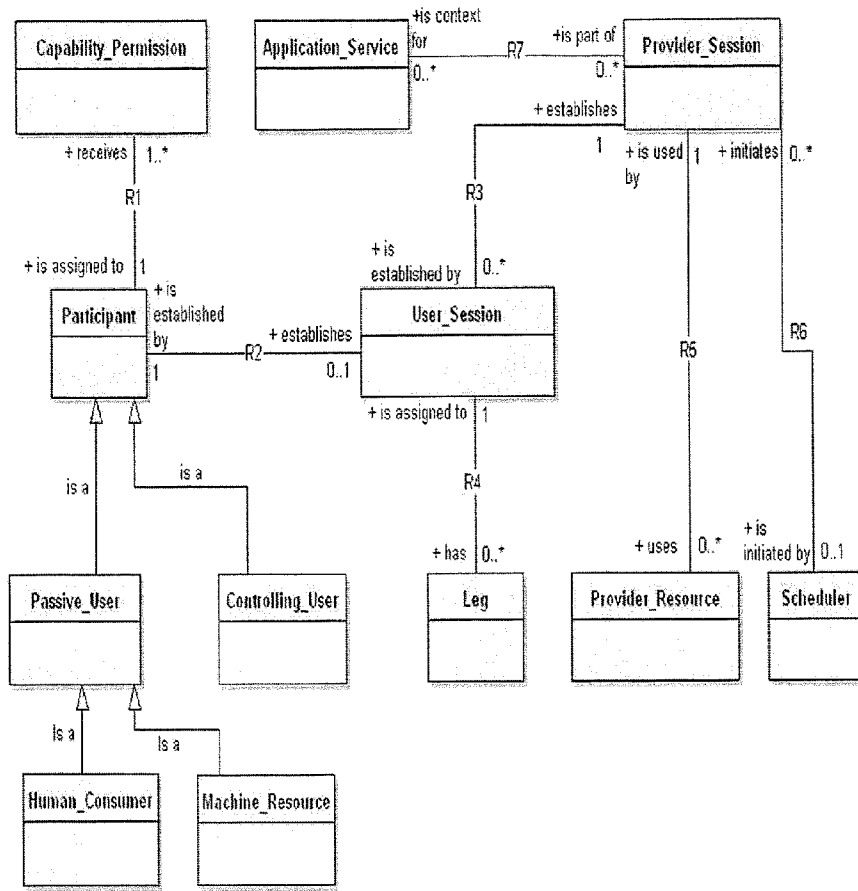 +is context
for
Capability_Permission
Application_Service
+is part of
Provider_Session
R7
0..*
0..*
+ establishes
1
+ is used
by
1
+ initiates
0..*
+ receives
1..*
R1
R3
+ is assigned to
1
+ is
established by
0..*
+ is
established
by
1
Participant
User_Session
+ establishes
R2
0..1
R5
R6
+ is assigned to
1
is a
is a
R4
+ has
0..*
+ uses
0..*
+ is
initiated by
0..1
Passive_User
Controlling_User
Leg
Provider_Resource
Scheduler
Is a
Is a
Human_Consumer
Machine_Resource